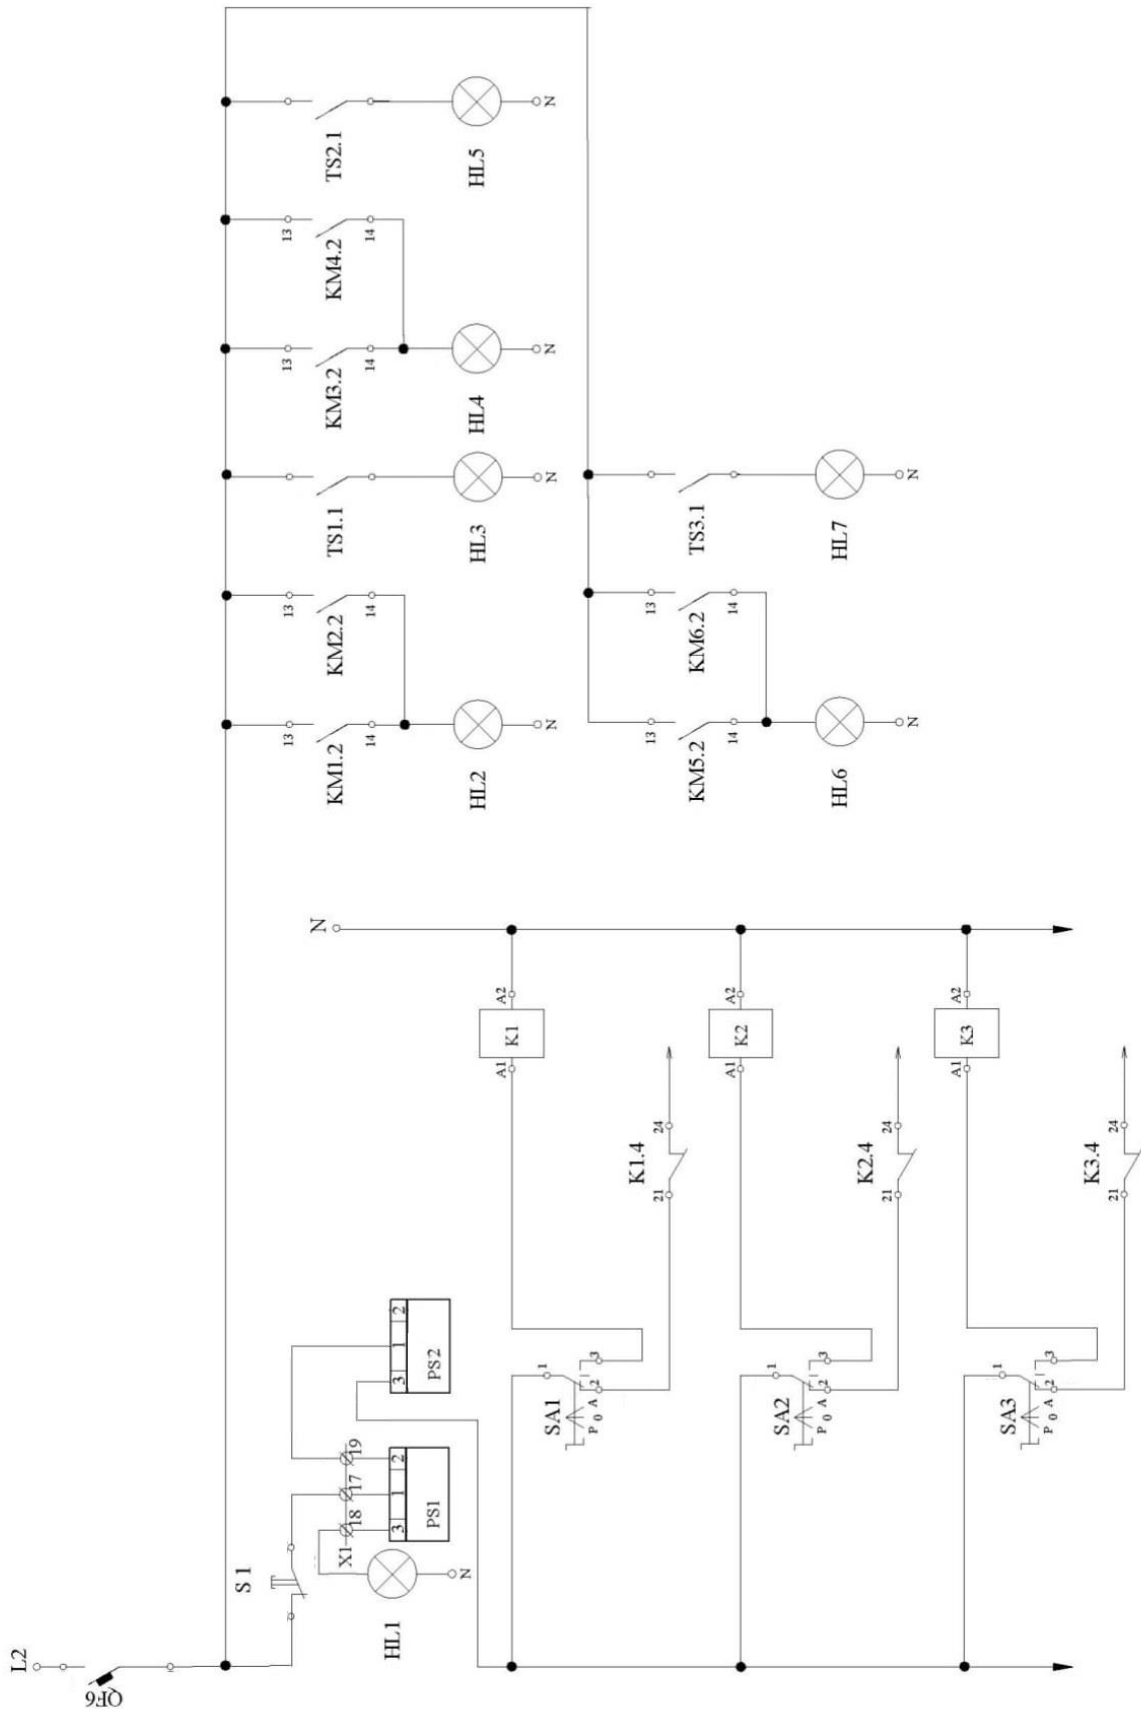 L2
QF6
S 1
13 13 13 13
N
KM1.2 KM2.2 TS1.1 KM3.2 KM4.2 TS2.1
X1 18 17 19
14 14 14 14
HL1
3 1 2 3 1 2
PS1 PS2
N HL2 HL3 HL4 HL5
A1 A2
K1
1
N N N N
SA1
P 0 A 2 3
K1.4
21 24
13 13
KM5.2 KM6.2 TS3.1
14 14
A1 A2
K2
1
SA2
P 0 A 2 3
HL6 HL7
K2.4
21 24
N N
A1 A2
K3
1
SA3
P 0 A 2 3
K3.4
21 24